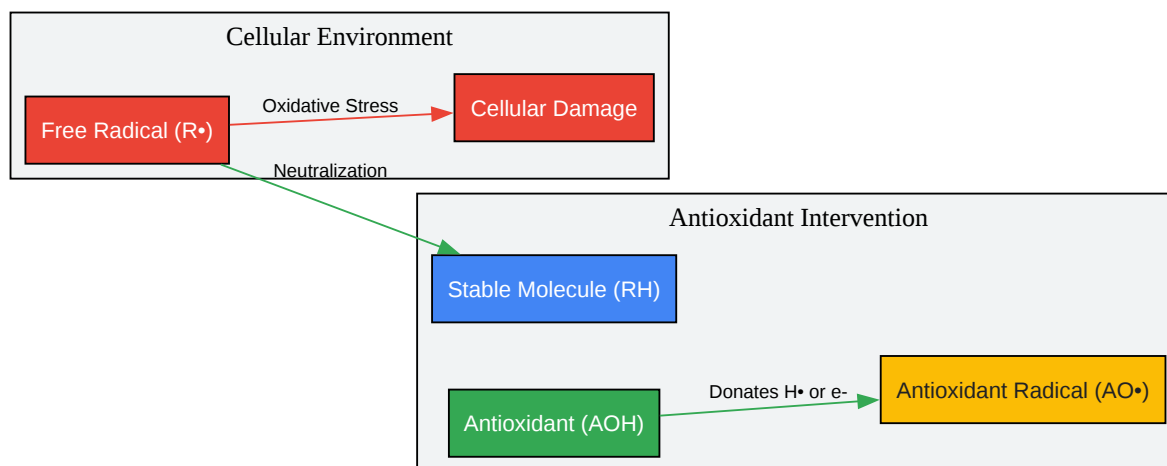 Cellular Environment
Free Radical (R•)
Oxidative Stress
Cellular Damage
Neutralization
Antioxidant Intervention
Stable Molecule (RH)
Antioxidant (AOH)
Donates H• or e-
Antioxidant Radical (AO•)